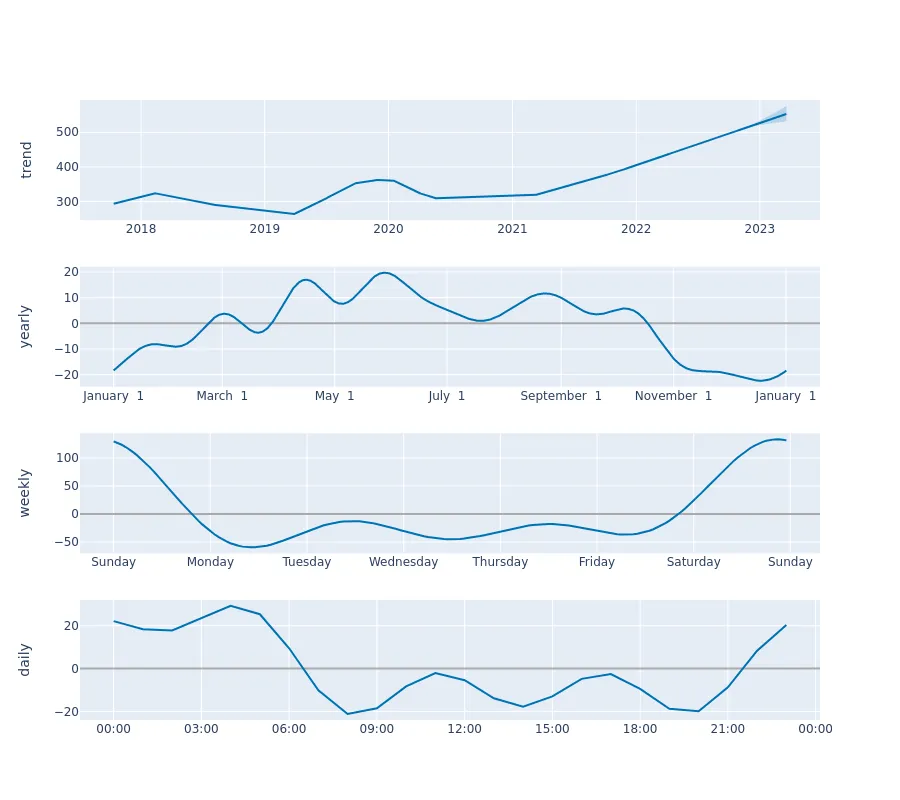 trend
500
400
300
2018 2019 2020 2021 2022 2023
yearly
20
10
0
−10
−20
January 1 March 1 May 1 July 1 September 1 November 1 January 1
weekly
100
50
0
−50
Sunday Monday Tuesday Wednesday Thursday Friday Saturday Sunday
daily
20
0
−20
00:00 03:00 06:00 09:00 12:00 15:00 18:00 21:00 00:00